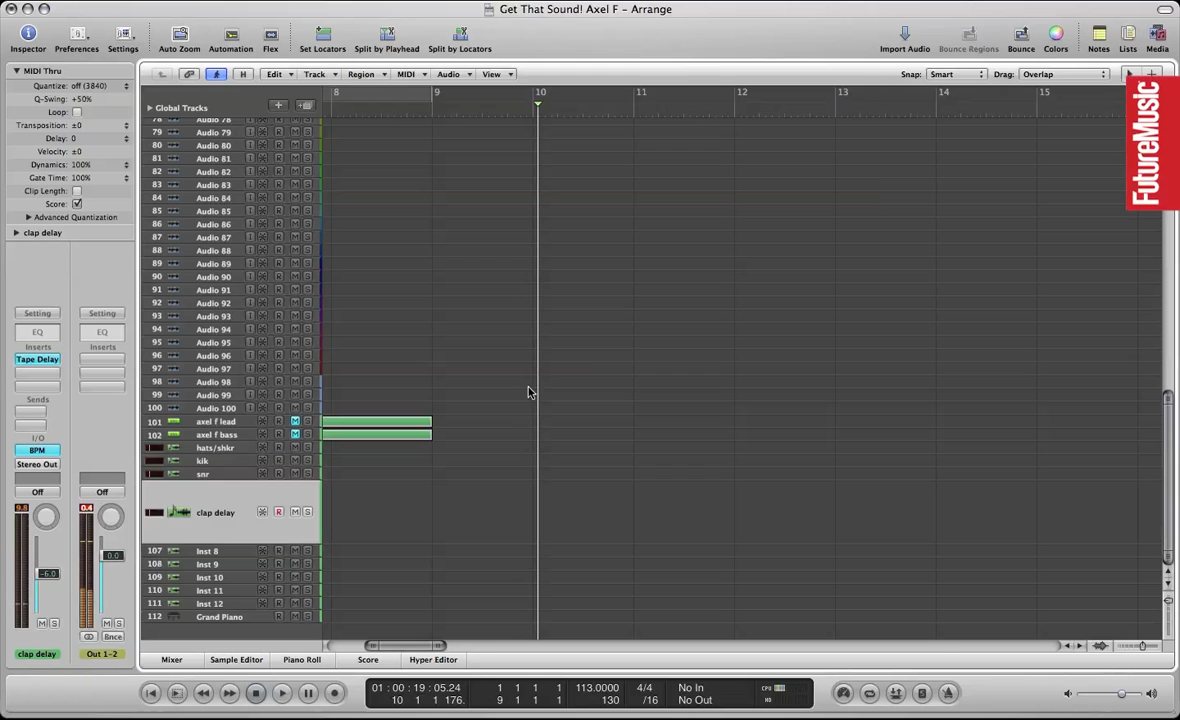 Get That Sound! Axel F - Arrange
Inspector Preferences Settings Auto Zoom Automation Flex Set Locators Split by Playhead Split by Locators Import Audio Bounce Regions Bounce Colors Notes Lists Media
MIDI Thru
Quantize: off (3840)
Q-Swing: +50%
Loop:
Transposition: ±0
Delay: 0
Velocity: ±0
Dynamics: 100%
Gate Time: 100%
Clip Length:
Score:
Advanced Quantization
clap delay
Setting Setting
EQ EQ
Inserts Inserts
Tape Delay
Sends
I/O
BPM
Stereo Out
Off Off
9.8 0.4
-6.0 0.0
M S M S
Bnce
clap delay Out 1-2
H Edit Track Region MIDI Audio View Snap: Smart Drag: Overlap
Global Tracks
8 9 10 11 12 13 14 15
FutureMusic
78 Audio 78
79 Audio 79 I R M S
80 Audio 80 I R M S
81 Audio 81 I R M S
82 Audio 82 I R M S
83 Audio 83 I R M S
84 Audio 84 I R M S
85 Audio 85 I R M S
86 Audio 86 I R M S
87 Audio 87 I R M S
88 Audio 88 I R M S
89 Audio 89 I R M S
90 Audio 90 I R M S
91 Audio 91 I R M S
92 Audio 92 I R M S
93 Audio 93 I R M S
94 Audio 94 I R M S
95 Audio 95 I R M S
96 Audio 96 I R M S
97 Audio 97 I R M S
98 Audio 98 I R M S
99 Audio 99 I R M S
100 Audio 100 I R M S
101 axel f lead R M S
102 axel f bass R M S
hats/shkr R M S
kik R M S
snr R M S
clap delay R M S
107 Inst 8 R M S
108 Inst 9 R M S
109 Inst 10 R M S
110 Inst 11 R M S
111 Inst 12 R M S
112 Grand Piano R M S
Mixer Sample Editor Piano Roll Score Hyper Editor
01 : 00 : 19 : 05.24 1 1 1 1 113.0000 4/4 No In CPU
10 1 1 176. 9 1 1 1 130 /16 No Out HD